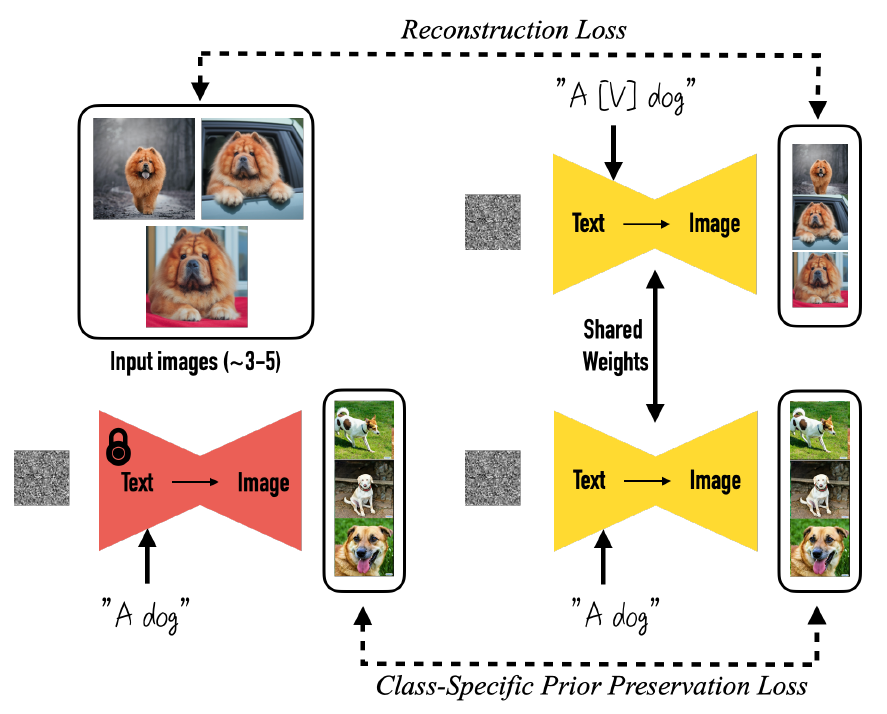 Reconstruction Loss
"A [V] dog"
Text
Image
Input images (~3–5)
Shared
Weights
Text
Image
Text
Image
"A dog"
"A dog"
Class-Specific Prior Preservation Loss